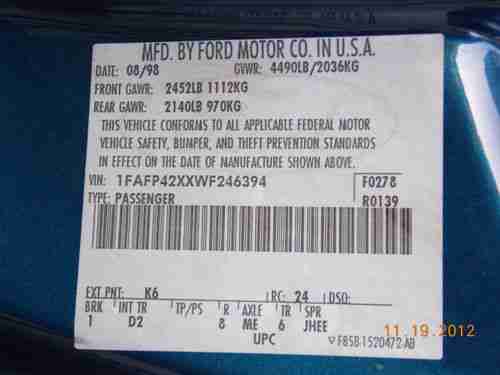 MFD. BY FORD MOTOR CO. IN U.S.A.
DATE: 08/98 GVWR: 4490LB/2036KG
FRONT GAWR: 2452LB 1112KG
REAR GAWR: 2140LB 970KG
THIS VEHICLE CONFORMS TO ALL APPLICABLE FEDERAL MOTOR
VEHICLE SAFETY, BUMPER, AND THEFT PREVENTION STANDARDS
IN EFFECT ON THE DATE OF MANUFACTURE SHOWN ABOVE.
VIN: 1FAFP42XXWF246394 F0278
TYPE: PASSENGER R0139
EXT PNT: K6 RC: 24 DSO:
BRK INT TR TP/PS R AXLE TR SPR
1 D2 8 ME 6 JHEE
UPC F85B-1520472-AB
11.19.2012